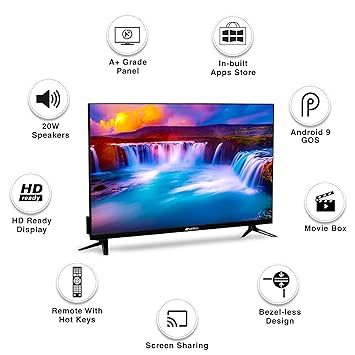 A+ Grade
Panel
In-built
Apps Store
20W
Speakers
Android 9
GOS
HD
ready
HD Ready
Display
Movie Box
Remote With
Hot Keys
Screen Sharing
Bezel-less
Design